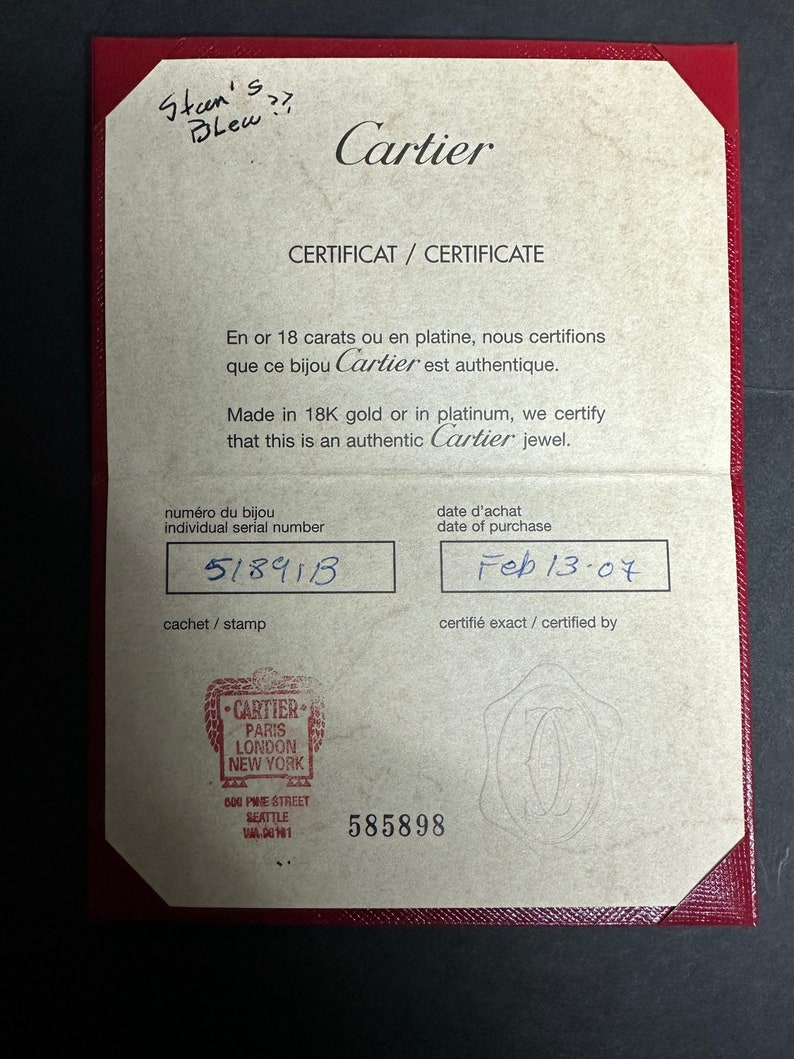 Cartier
CERTIFICAT / CERTIFICATE
En or 18 carats ou en platine, nous certifions
que ce bijou Cartier est authentique.
Made in 18K gold or in platinum, we certify
that this is an authentic Cartier jewel.
numéro du bijou
individual serial number
51891B
date d'achat
date of purchase
Feb 13-07
cachet / stamp
certifié exact / certified by
CARTIER
PARIS
LONDON
NEW YORK
600 PINE STREET
SEATTLE
585898